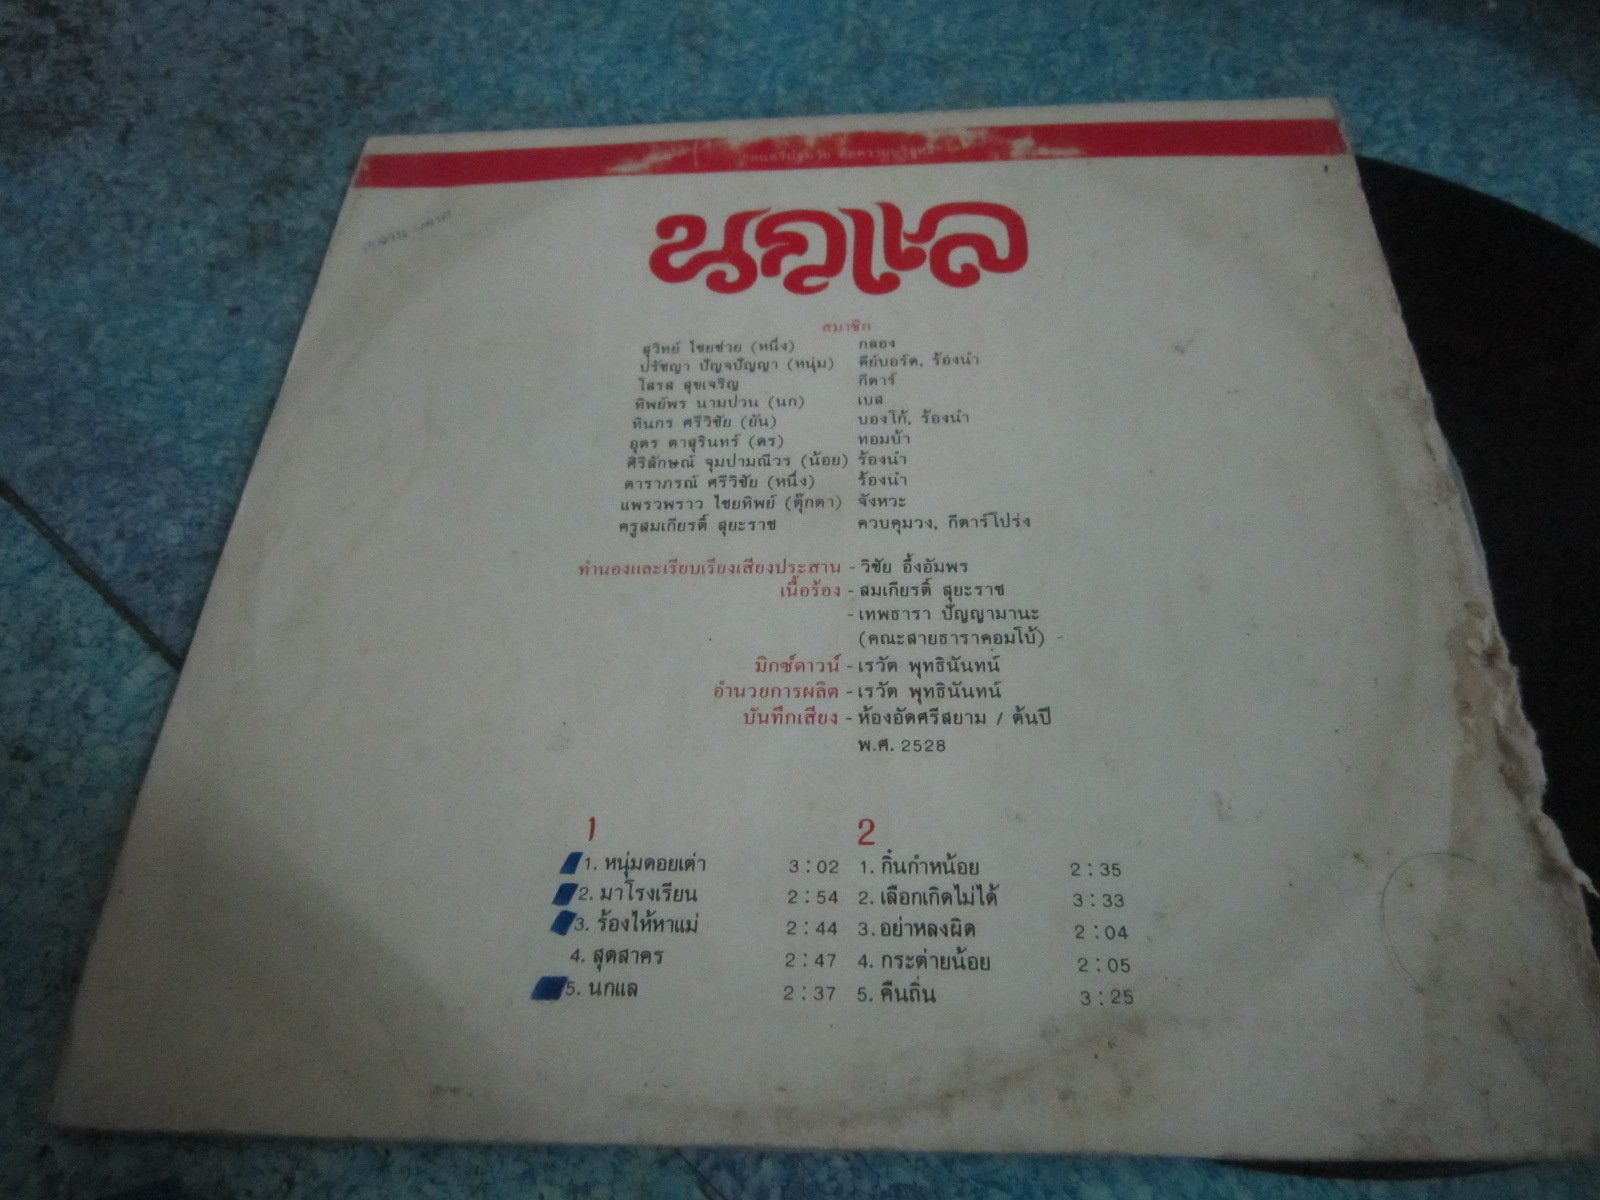 นกแล
สมาชิก
สุวิทย์ ไชยช่วย (หนึ่ง) กลอง
ปรัชญา ปัญจปัญญา (หนุ่ม) คีย์บอร์ด, ร้องนำ
โสรส สุขเจริญ กีตาร์
ทิพย์พร นามปวน (นก) เบส
ทินกร ศรีวิชัย (ยัน) บองโก้, ร้องนำ
อุดร ตาสุรินทร์ (ดร) ทอมบ้า
ศิริลักษณ์ จุมปามณีวร (น้อย) ร้องนำ
ดาราภรณ์ ศรีวิชัย (หนึ่ง) ร้องนำ
แพรวพราว ไชยทิพย์ (ตุ๊กตา) จังหวะ
ครูสมเกียรติ์ สุยะราช ควบคุมวง, กีตาร์โปร่ง
ทำนองและเรียบเรียงเสียงประสาน - วิชัย อึ้งอัมพร
เนื้อร้อง - สมเกียรติ์ สุยะราช
- เทพธารา ปัญญามานะ
(คณะสายธาราคอมโบ้)
มิกซ์ดาวน์ - เรวัต พุทธินันทน์
อำนวยการผลิต - เรวัต พุทธินันทน์
บันทึกเสียง - ห้องอัดศรีสยาม / ต้นปี
พ.ศ. 2528
1
1. หนุ่มดอยเต่า 3:02
2. มาโรงเรียน 2:54
3. ร้องไห้หาแม่ 2:44
4. สุดสาคร 2:47
5. นกแล 2:37
2
1. กิ๋นกำหน้อย 2:35
2. เลือกเกิดไม่ได้ 3:33
3. อย่าหลงผิด 2:04
4. กระต่ายน้อย 2:05
5. คืนถิ่น 3:25